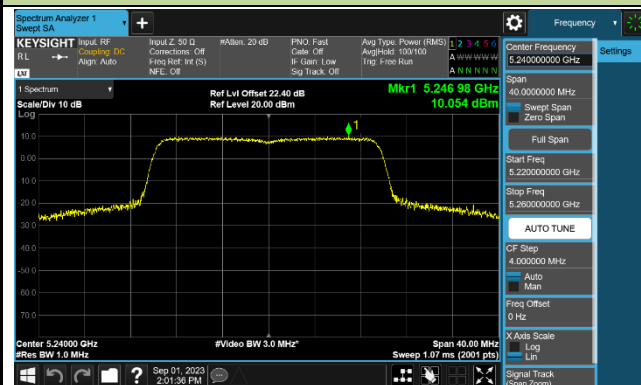 Spectrum Analyzer 1
Swept SA
+
Frequency
KEYSIGHT
RL
LXI
Input: RF
Coupling: DC
Align: Auto
Input Z: 50 Ω
Corrections: Off
Freq Ref: Int (S)
NFE: Off
#Atten: 20 dB
PNO: Fast
Gate: Off
IF Gain: Low
Sig Track: Off
Avg Type: Power (RMS)
Avg|Hold: 100/100
Trig: Free Run
1 2 3 4 5 6
A W W W W W
A N N N N N
1 Spectrum
Scale/Div 10 dB
Log
Ref Lvl Offset 22.40 dB
Ref Level 20.00 dBm
Mkr1 5.246 98 GHz
10.054 dBm
1
10.0
0.00
-10.0
-20.0
-30.0
-40.0
-50.0
-60.0
-70.0
Center 5.24000 GHz
#Res BW 1.0 MHz
#Video BW 3.0 MHz*
Span 40.00 MHz
Sweep 1.07 ms (2001 pts)
Center Frequency
5.240000000 GHz
Settings
Span
40.0000000 MHz
Swept Span
Zero Span
Full Span
Start Freq
5.220000000 GHz
Stop Freq
5.260000000 GHz
AUTO TUNE
CF Step
4.000000 MHz
Auto
Man
Freq Offset
0 Hz
X Axis Scale
Log
Lin
Signal Track
(Span Zoom)
?
Sep 01, 2023
2:01:36 PM